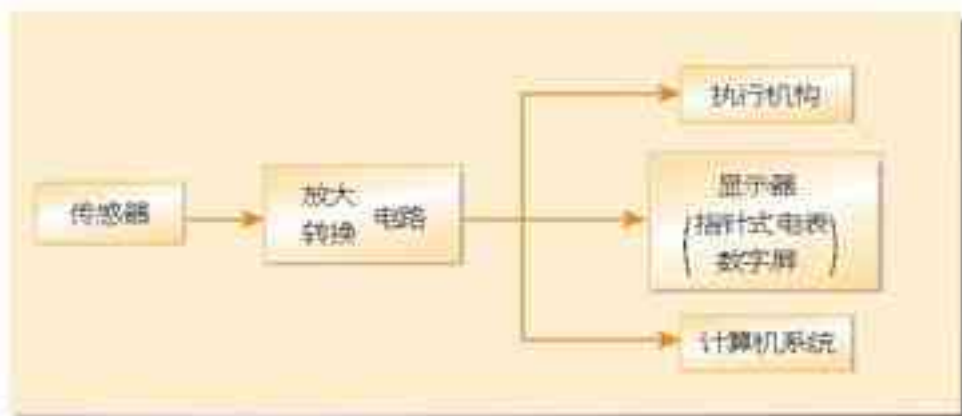 传感器
放大
转换
电路
执行机构
显示器
(指针式电表
数字屏)
计算机系统